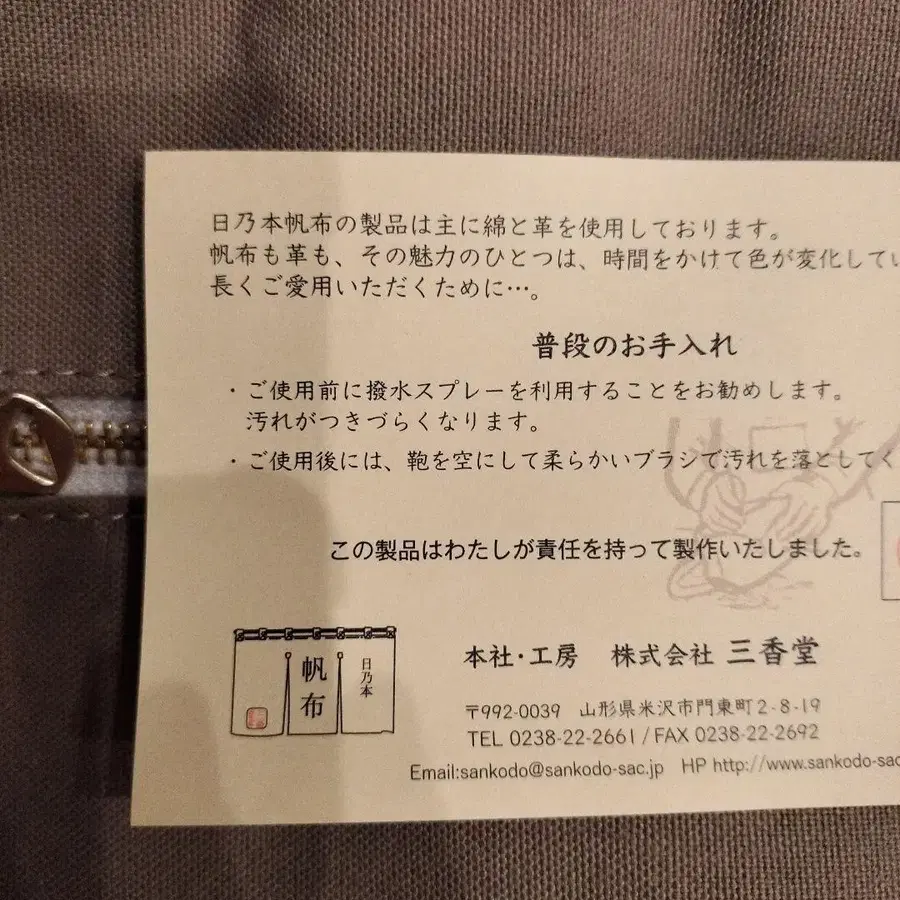 日乃本帆布の製品は主に綿と革を使用しております。
帆布も革も、その魅力のひとつは、時間をかけて色が変化してい
長くご愛用いただくために…。
普段のお手入れ
・ご使用前に撥水スプレーを利用することをお勧めします。
汚れがつきづらくなります。
・ご使用後には、鞄を空にして柔らかいブラシで汚れを落としてく
この製品はわたしが責任を持って製作いたしました。
帆布
日乃本
本社・工房 株式会社 三香堂
〒992-0039 山形県米沢市門東町2-8-19
TEL 0238-22-2661/FAX 0238-22-2692
Email:sankodo@sankodo-sac.jp HP http://www.sankodo-sac